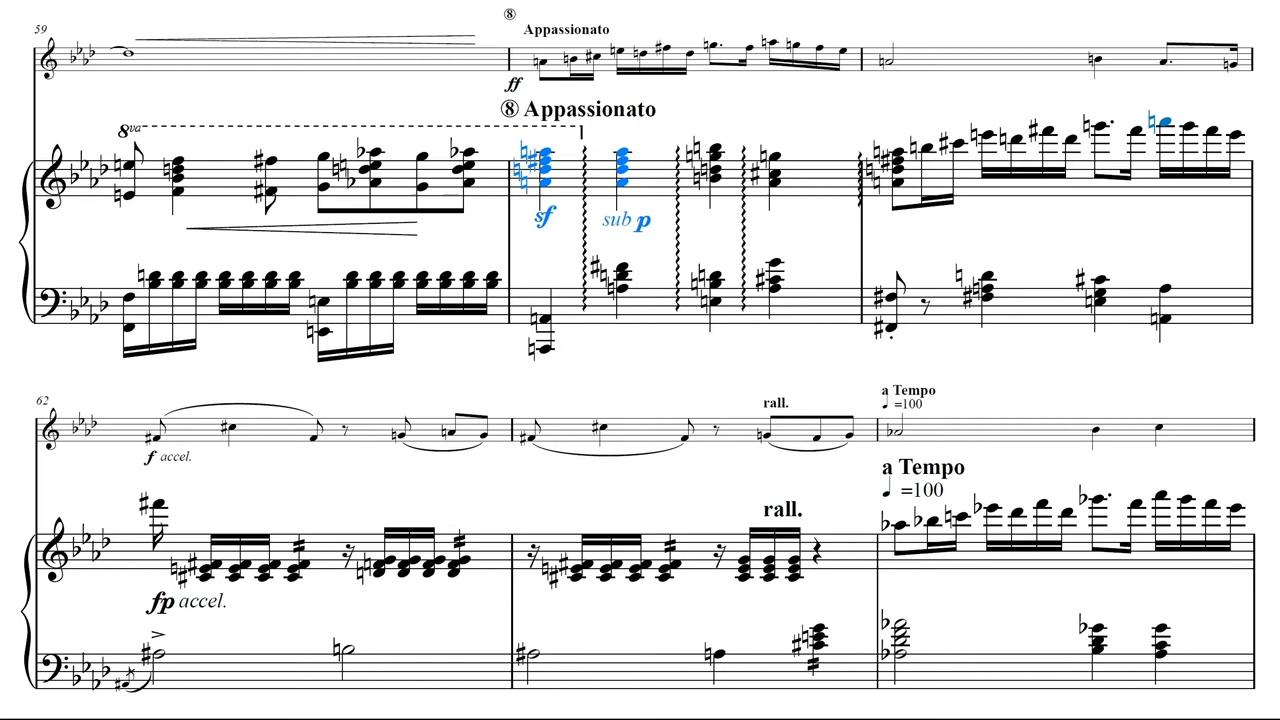 59
⑧
Appassionato
ff
⑧ Appassionato
8va
sf
sub p
62
rall.
a Tempo
♩ =100
f accel.
a Tempo
♩ =100
rall.
fp accel.